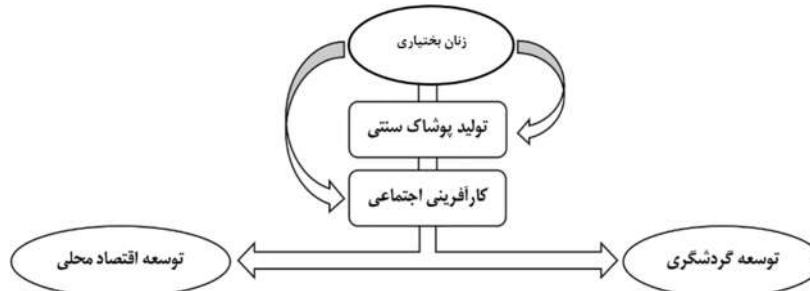 زنان بختیاری
تولید پوشاک سنتی
کارآفرینی اجتماعی
توسعه گردشگری
توسعه اقتصاد محلی